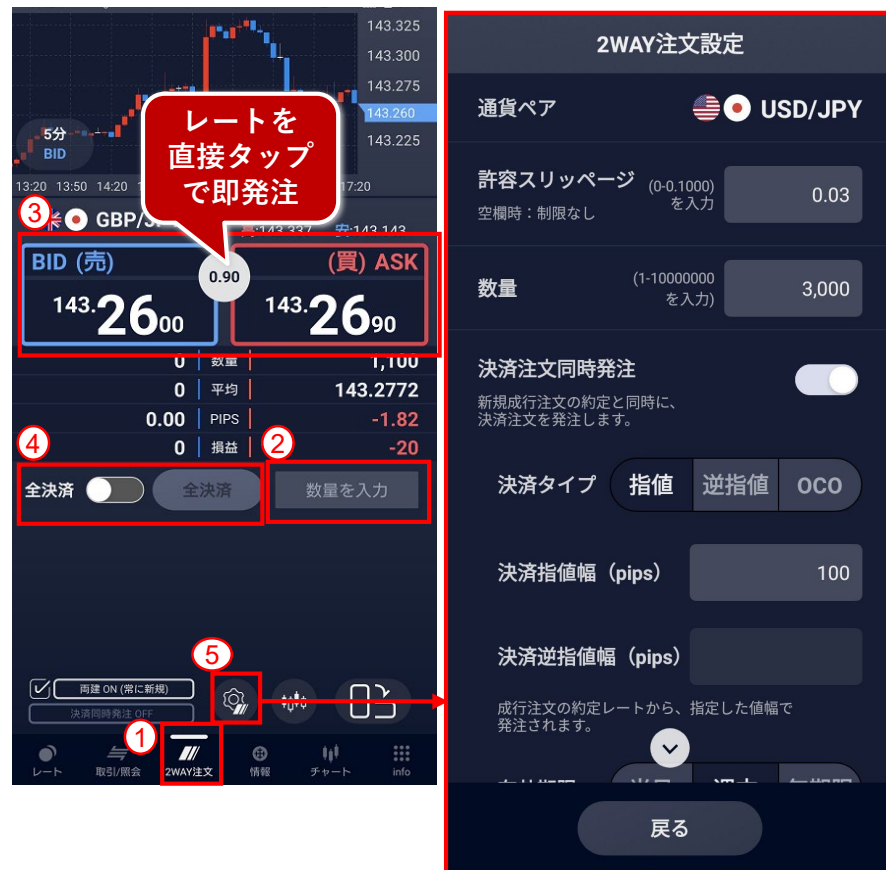 143.325
143.300
143.275
143.260
143.225
5分
BID
13:20 13:50 14:20
17:20
レートを
直接タップ
で即発注
③
GBP/
安:143.143
BID (売)
0.90
(買) ASK
143.2600
143.2690
0 数量 1,100
0 平均 143.2772
0.00 PIPS -1.82
0 損益 -20
④
②
全決済
全決済
数量を入力
⑤
両建 ON (常に新規)
決済同時発注 OFF
①
レート
取引/照会
2WAY注文
情報
チャート
info
2WAY注文設定
通貨ペア
USD/JPY
許容スリッページ (0-0.1000)
を入力
空欄時：制限なし
0.03
数量
(1-10000000
を入力)
3,000
決済注文同時発注
新規成行注文の約定と同時に、
決済注文を発注します。
決済タイプ 指値 逆指値 OCO
決済指値幅（pips） 100
決済逆指値幅（pips）
成行注文の約定レートから、指定した値幅で
発注されます。
戻る